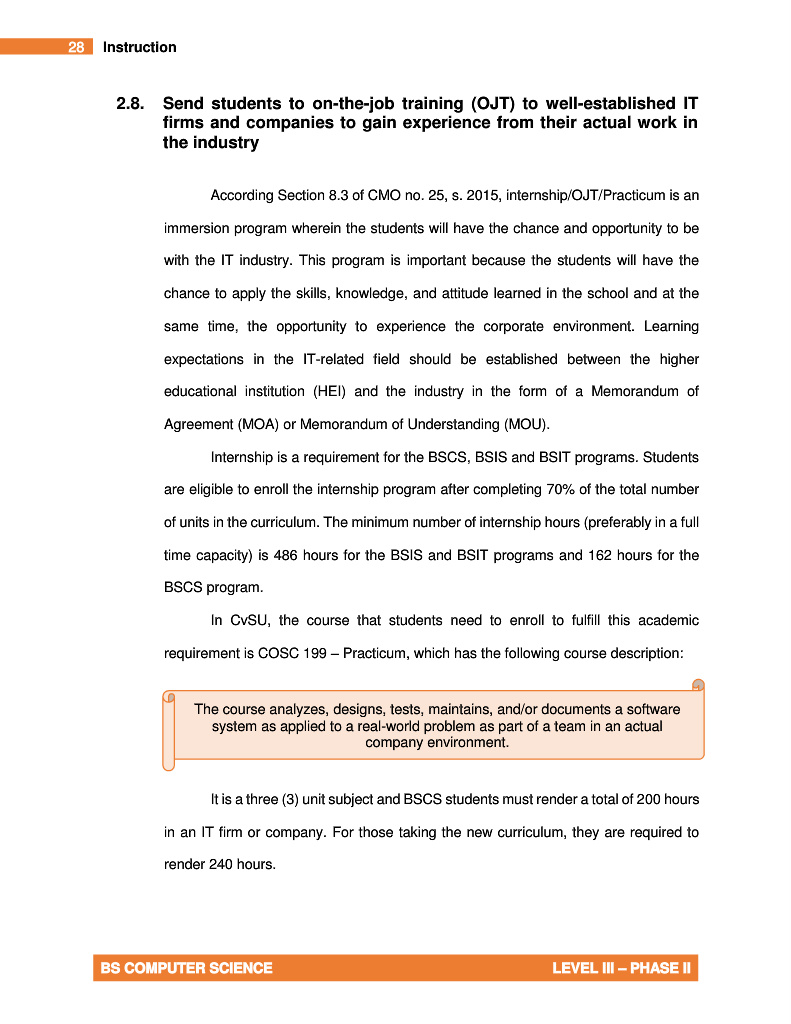 28 Instruction
2.8. Send students to on-the-job training (OJT) to well-established IT
firms and companies to gain experience from their actual work in
the industry
According Section 8.3 of CMO no. 25, s. 2015, internship/OJT/Practicum is an
immersion program wherein the students will have the chance and opportunity to be
with the IT industry. This program is important because the students will have the
chance to apply the skills, knowledge, and attitude learned in the school and at the
same time, the opportunity to experience the corporate environment. Learning
expectations in the IT-related field should be established between the higher
educational institution (HEI) and the industry in the form of a Memorandum of
Agreement (MOA) or Memorandum of Understanding (MOU).
Internship is a requirement for the BSCS, BSIS and BSIT programs. Students
are eligible to enroll the internship program after completing 70% of the total number
of units in the curriculum. The minimum number of internship hours (preferably in a full
time capacity) is 486 hours for the BSIS and BSIT programs and 162 hours for the
BSCS program.
In CvSU, the course that students need to enroll to fulfill this academic
requirement is COSC 199 – Practicum, which has the following course description:
The course analyzes, designs, tests, maintains, and/or documents a software
system as applied to a real-world problem as part of a team in an actual
company environment.
It is a three (3) unit subject and BSCS students must render a total of 200 hours
in an IT firm or company. For those taking the new curriculum, they are required to
render 240 hours.
BS COMPUTER SCIENCE LEVEL III – PHASE II